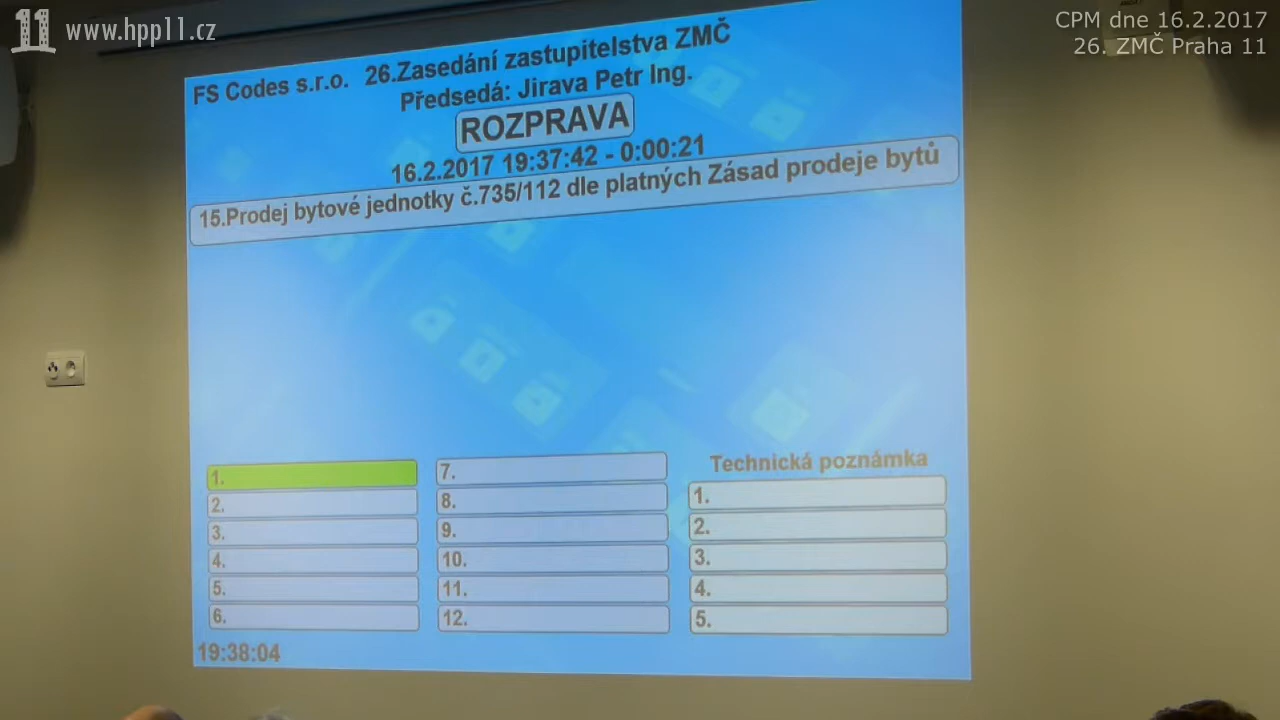 11 www.hpp11.cz
CPM dne 16.2.2017
26. ZMČ Praha 11
FS Codes s.r.o. 26.Zasedání zastupitelstva ZMČ
Předsedá: Jirava Petr Ing.
ROZPRAVA
16.2.2017 19:37:42 - 0:00:21
15.Prodej bytové jednotky č.735/112 dle platných Zásad prodeje bytů
1.
2.
3.
4.
5.
6.
7.
8.
9.
10.
11.
12.
Technická poznámka
1.
2.
3.
4.
5.
19:38:04